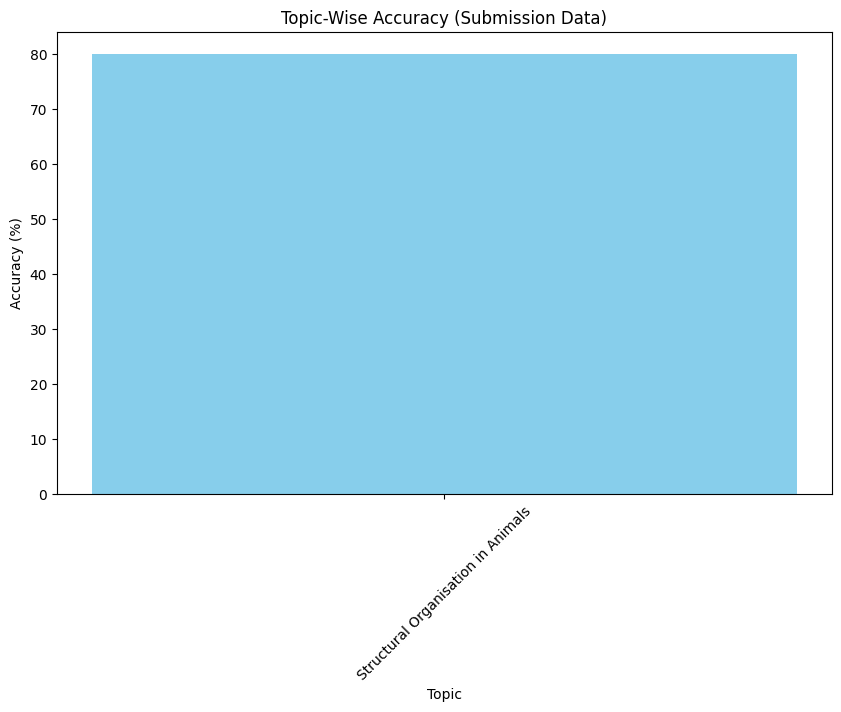 Topic-Wise Accuracy (Submission Data)
Accuracy (%)
80
70
60
50
40
30
20
10
0
Structural Organisation in Animals
Topic